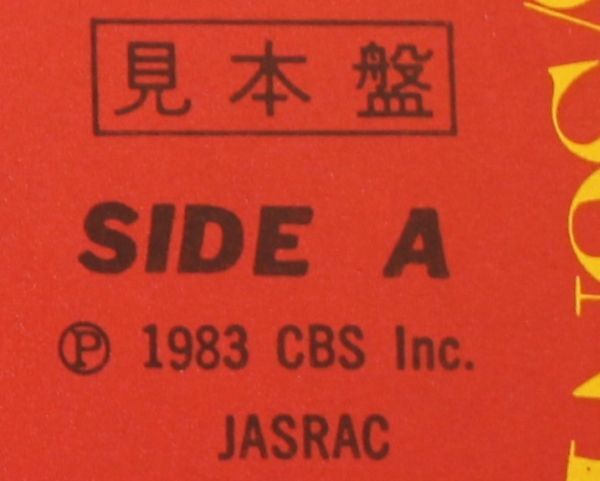 見本盤
SIDE A
Ⓟ 1983 CBS Inc.
JASRAC